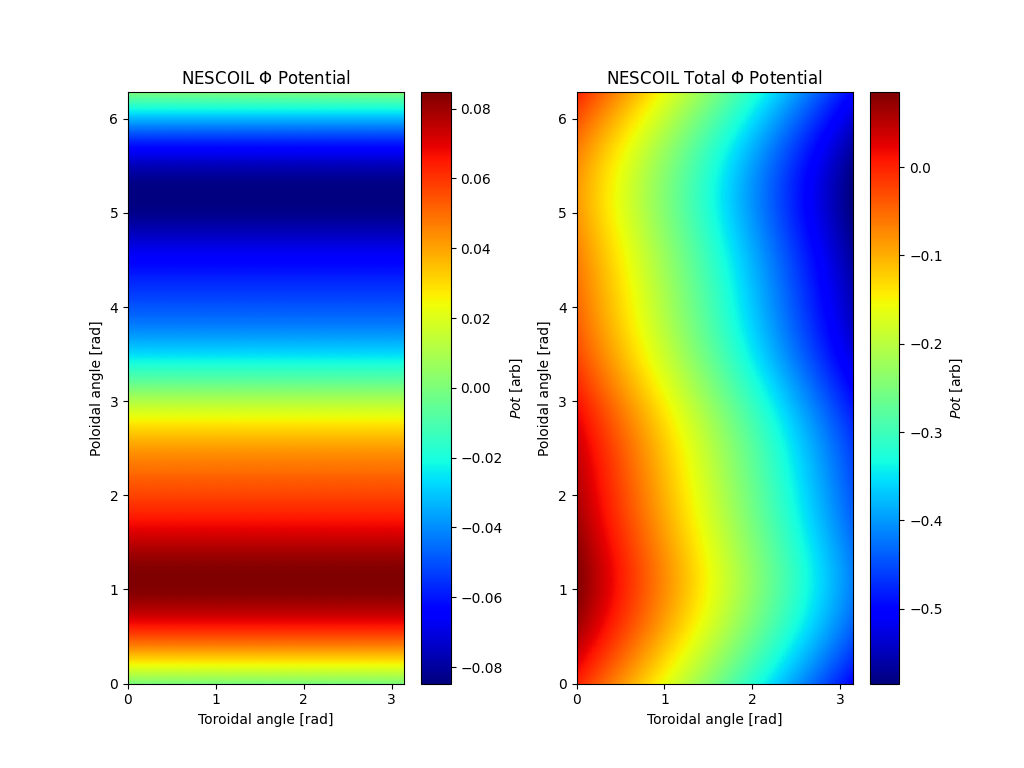 NESCOIL Φ Potential
Poloidal angle [rad]
6
5
4
3
2
1
0
0 1 2 3
Toroidal angle [rad]
0.08
0.06
0.04
0.02
0.00
−0.02
−0.04
−0.06
−0.08
Pot [arb]
NESCOIL Total Φ Potential
Poloidal angle [rad]
6
5
4
3
2
1
0
0 1 2 3
Toroidal angle [rad]
0.0
−0.1
−0.2
−0.3
−0.4
−0.5
Pot [arb]